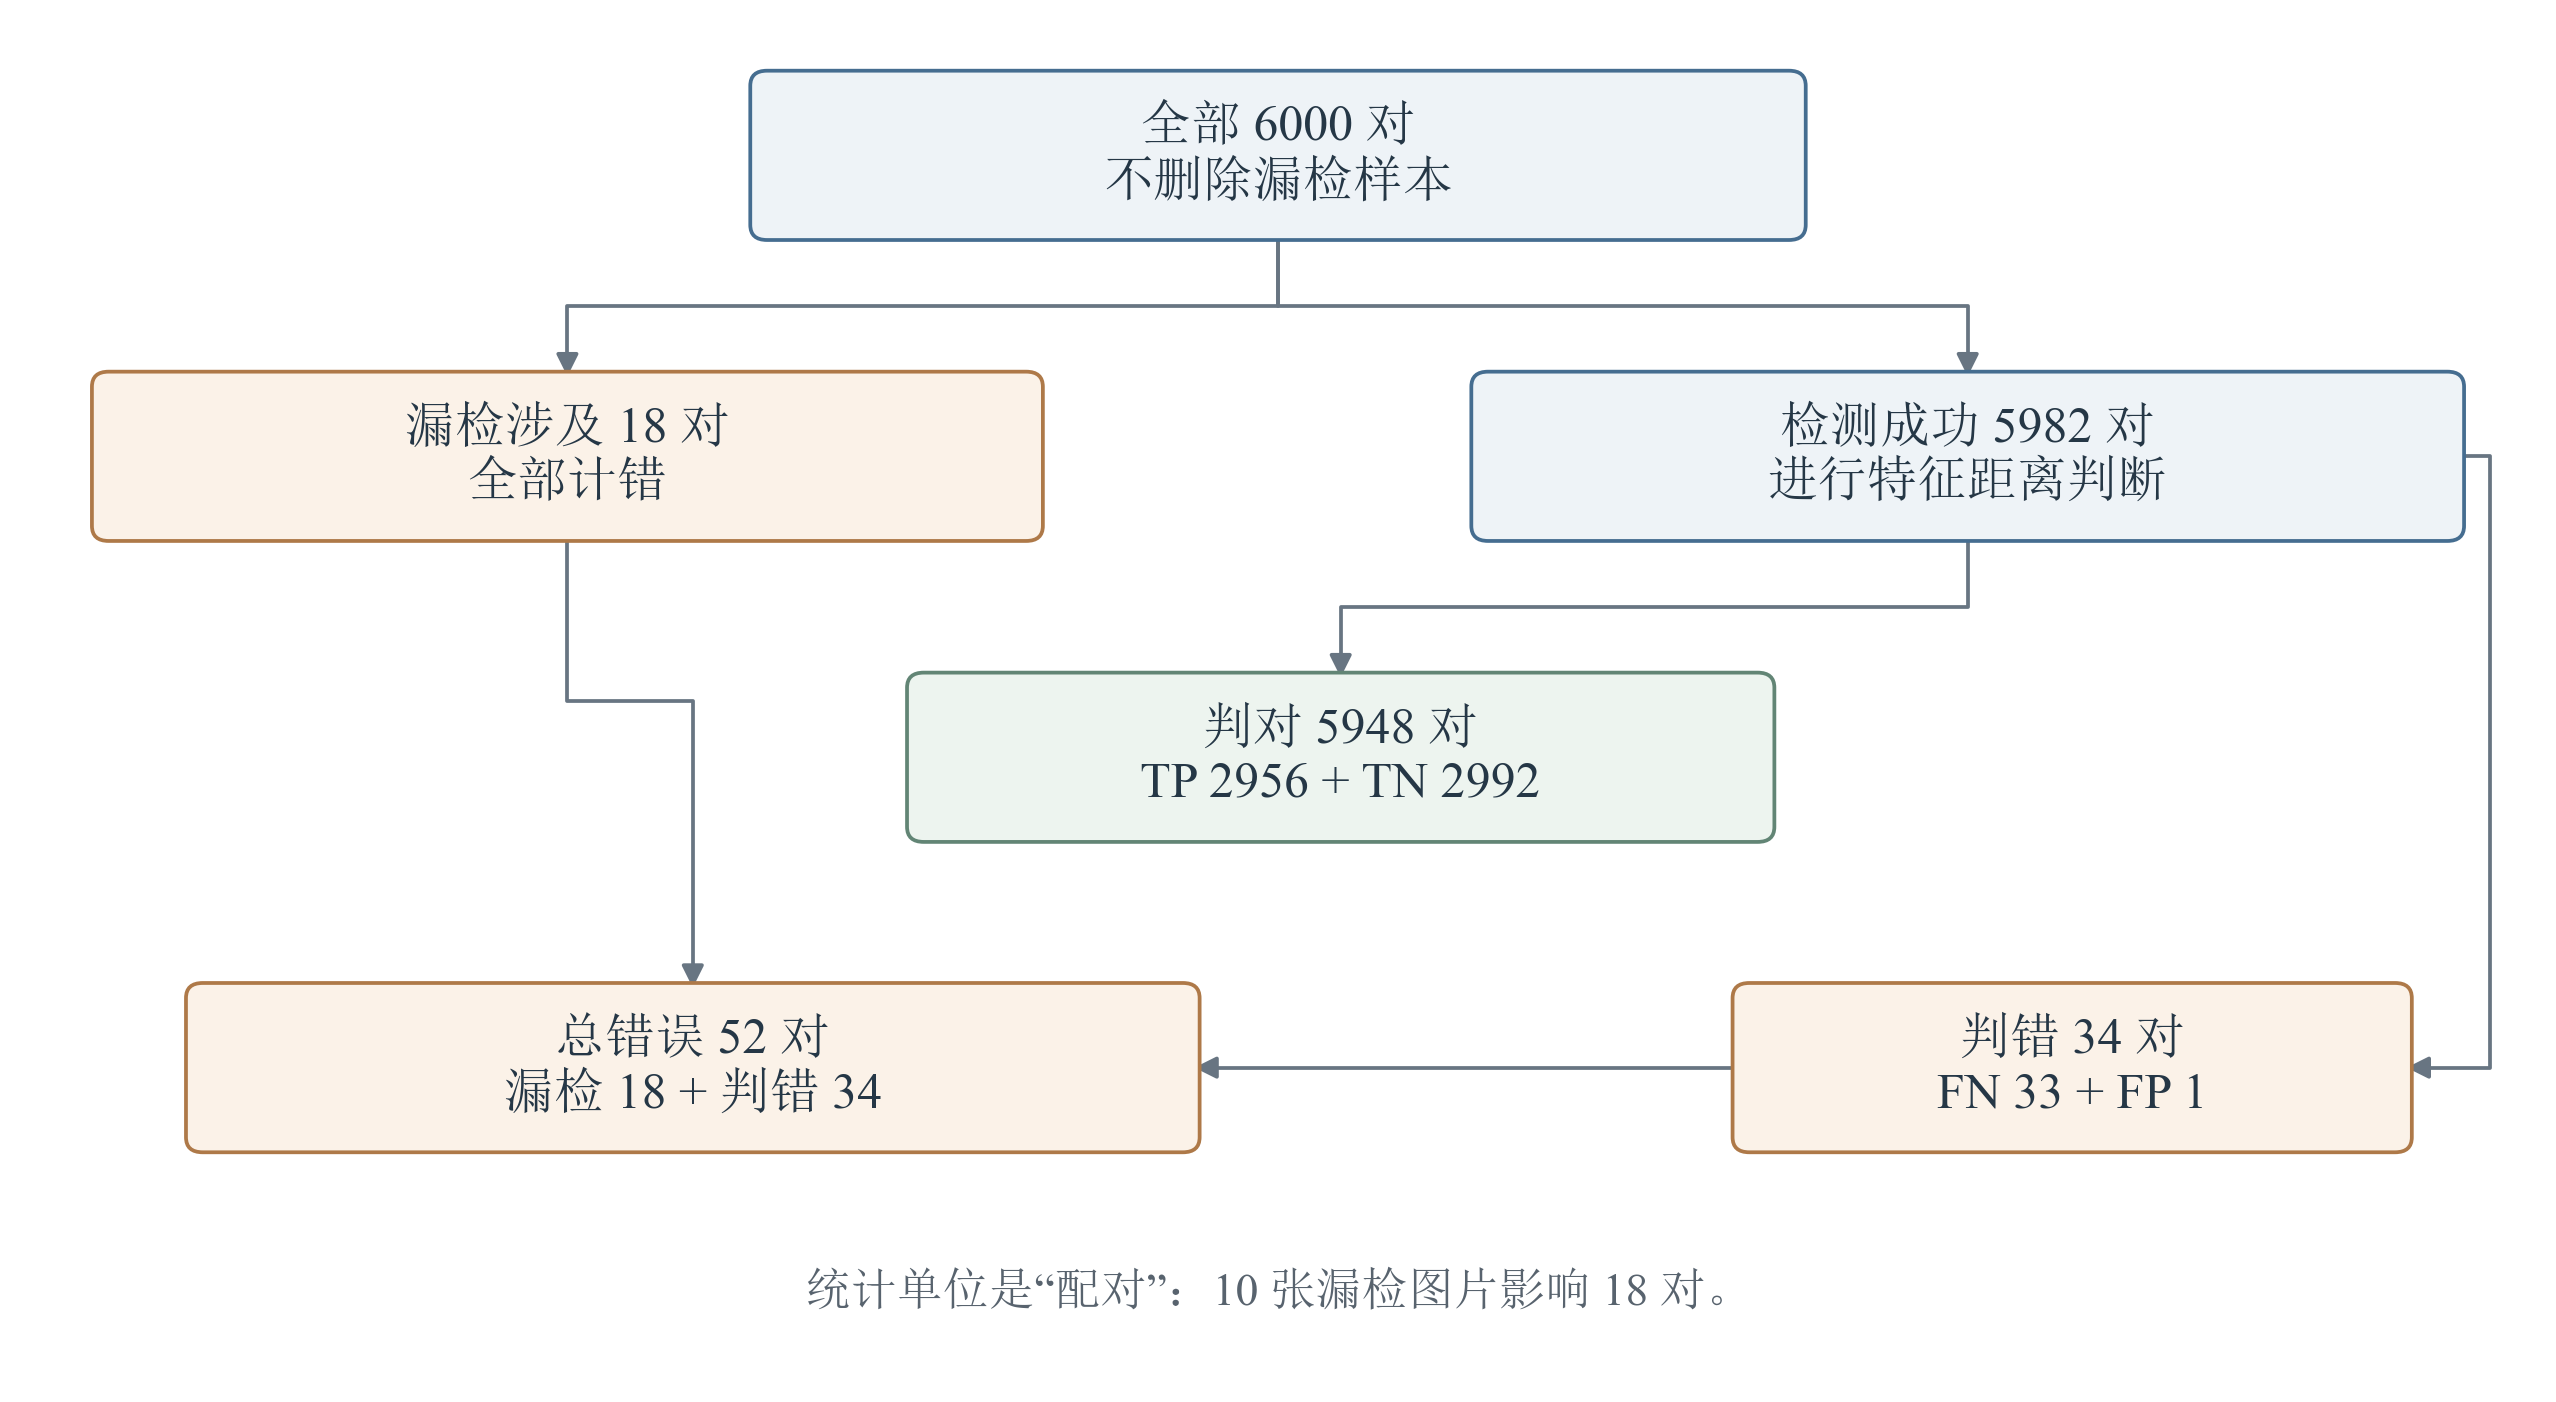 全部 6000 对
不删除漏检样本
漏检涉及 18 对
全部计错
检测成功 5982 对
进行特征距离判断
判对 5948 对
TP 2956 + TN 2992
总错误 52 对
漏检 18 + 判错 34
判错 34 对
FN 33 + FP 1
统计单位是“配对”：10 张漏检图片影响 18 对。